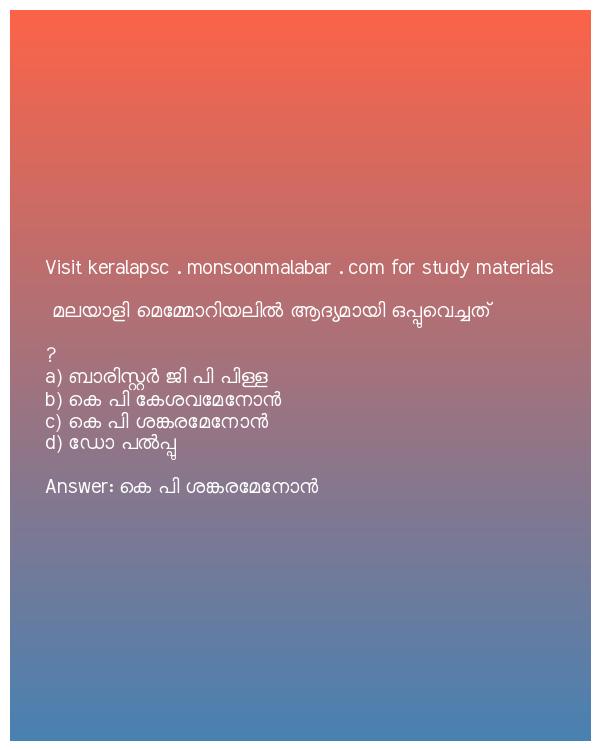 Visit keralapsc . monsoonmalabar . com for study materials
മലയാളി മെമ്മോറിയലിൽ ആദ്യമായി ഒപ്പുവെച്ചത്
?
a) ബാരിസ്റ്റർ ജി പി പിള്ള
b) കെ പി കേശവമേനോൻ
c) കെ പി ശങ്കരമേനോൻ
d) ഡോ പൽപ്പു
Answer: കെ പി ശങ്കരമേനോൻ